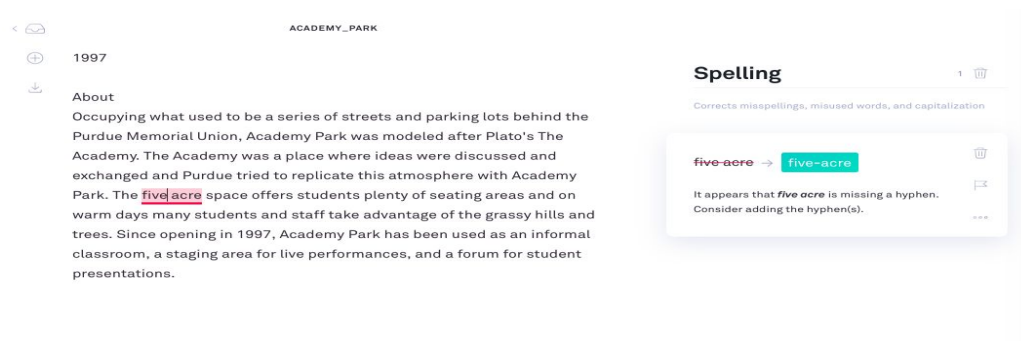 ACADEMY_PARK
1997
About
Occupying what used to be a series of streets and parking lots behind the
Purdue Memorial Union, Academy Park was modeled after Plato's The
Academy. The Academy was a place where ideas were discussed and
exchanged and Purdue tried to replicate this atmosphere with Academy
Park. The five acre space offers students plenty of seating areas and on
warm days many students and staff take advantage of the grassy hills and
trees. Since opening in 1997, Academy Park has been used as an informal
classroom, a staging area for live performances, and a forum for student
presentations.
Spelling 1
Corrects misspellings, misused words, and capitalization
five acre → five-acre
It appears that five acre is missing a hyphen.
Consider adding the hyphen(s).